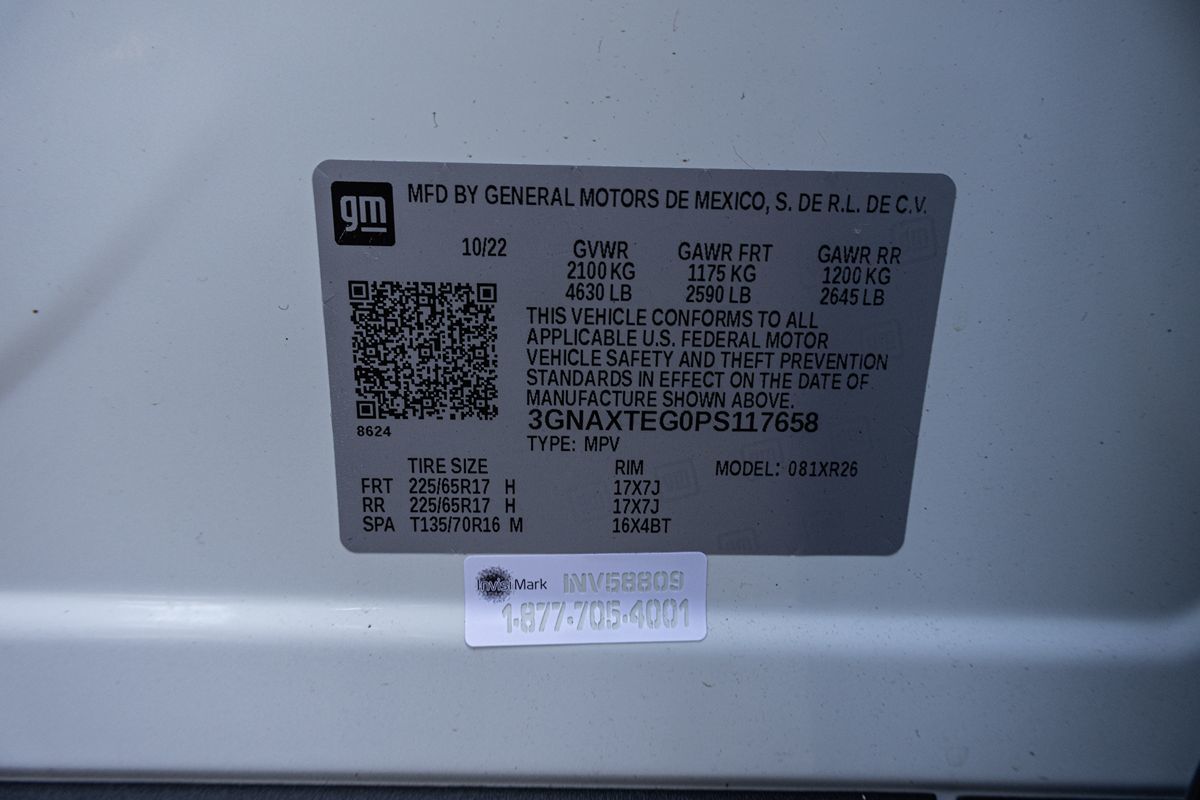 gm MFD BY GENERAL MOTORS DE MEXICO, S. DE R.L. DE C.V.
10/22 GVWR GAWR FRT GAWR RR
2100 KG 1175 KG 1200 KG
4630 LB 2590 LB 2645 LB
THIS VEHICLE CONFORMS TO ALL
APPLICABLE U.S. FEDERAL MOTOR
VEHICLE SAFETY AND THEFT PREVENTION
STANDARDS IN EFFECT ON THE DATE OF
MANUFACTURE SHOWN ABOVE.
8624
3GNAXTEG0PS117658
TYPE: MPV
TIRE SIZE RIM MODEL: 081XR26
FRT 225/65R17 H 17X7J
RR 225/65R17 H 17X7J
SPA T135/70R16 M 16X4BT
InvisiMark INV58809
1-877-705-4001